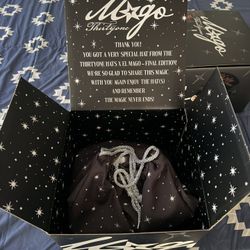 Mago
Thirtyone
THANK YOU!
YOU GOT A VERY SPECIAL HAT FROM THE
THIRTYONE HATS X EL MAGO - FINAL EDITION!
WE'RE SO GLAD TO SHARE THIS MAGIC
WITH YOU AGAIN ENJOY THE HAT(S)
AND REMEMBER
THE MAGIC NEVER ENDS!
Mago